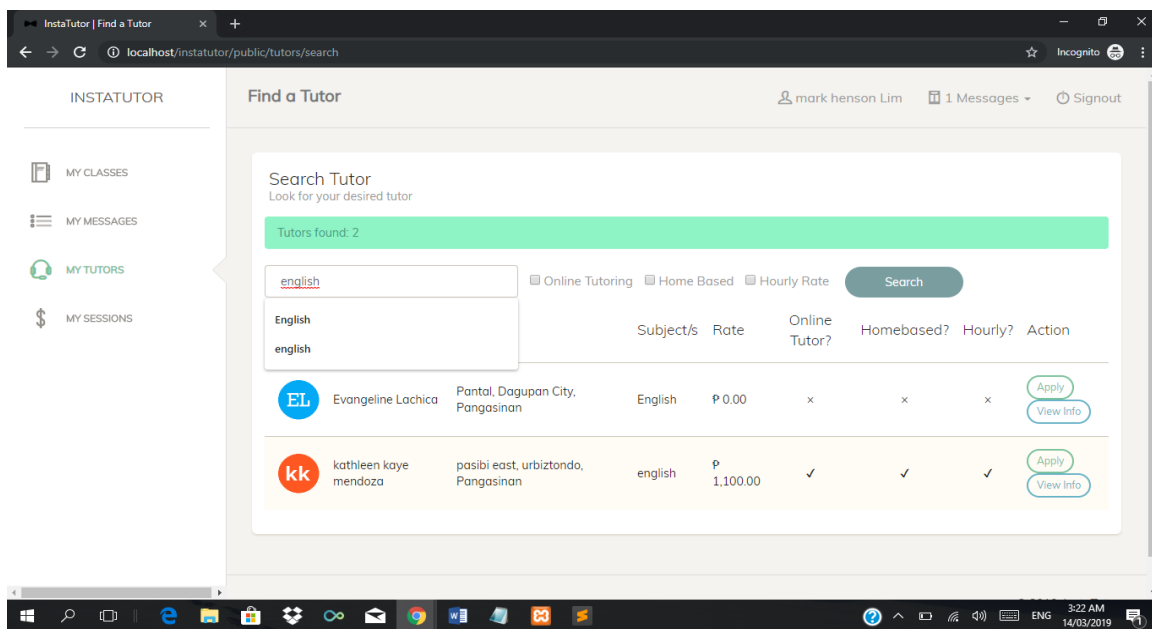 InstaTutor | Find a Tutor
localhost/instatutor/public/tutors/search
Incognito
INSTATUTOR
Find a Tutor
mark henson Lim
1 Messages
Signout
MY CLASSES
MY MESSAGES
MY TUTORS
MY SESSIONS
Search Tutor
Look for your desired tutor
Tutors found: 2
english
Online Tutoring
Home Based
Hourly Rate
Search
English
english
Subject/s
Rate
Online
Tutor?
Homebased?
Hourly?
Action
EL
Evangeline Lachica
Pantal, Dagupan City,
Pangasinan
English
₱ 0.00
Apply
View Info
kk
kathleen kaye
mendoza
pasibi east, urbiztondo,
Pangasinan
english
₱
1,100.00
Apply
View Info
ENG
3:22 AM
14/03/2019